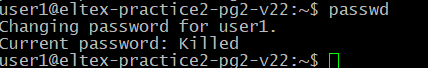 user1@eltex-practice2-pg2-v22:~$ passwd
Changing password for user1.
Current password: Killed
user1@eltex-practice2-pg2-v22:~$